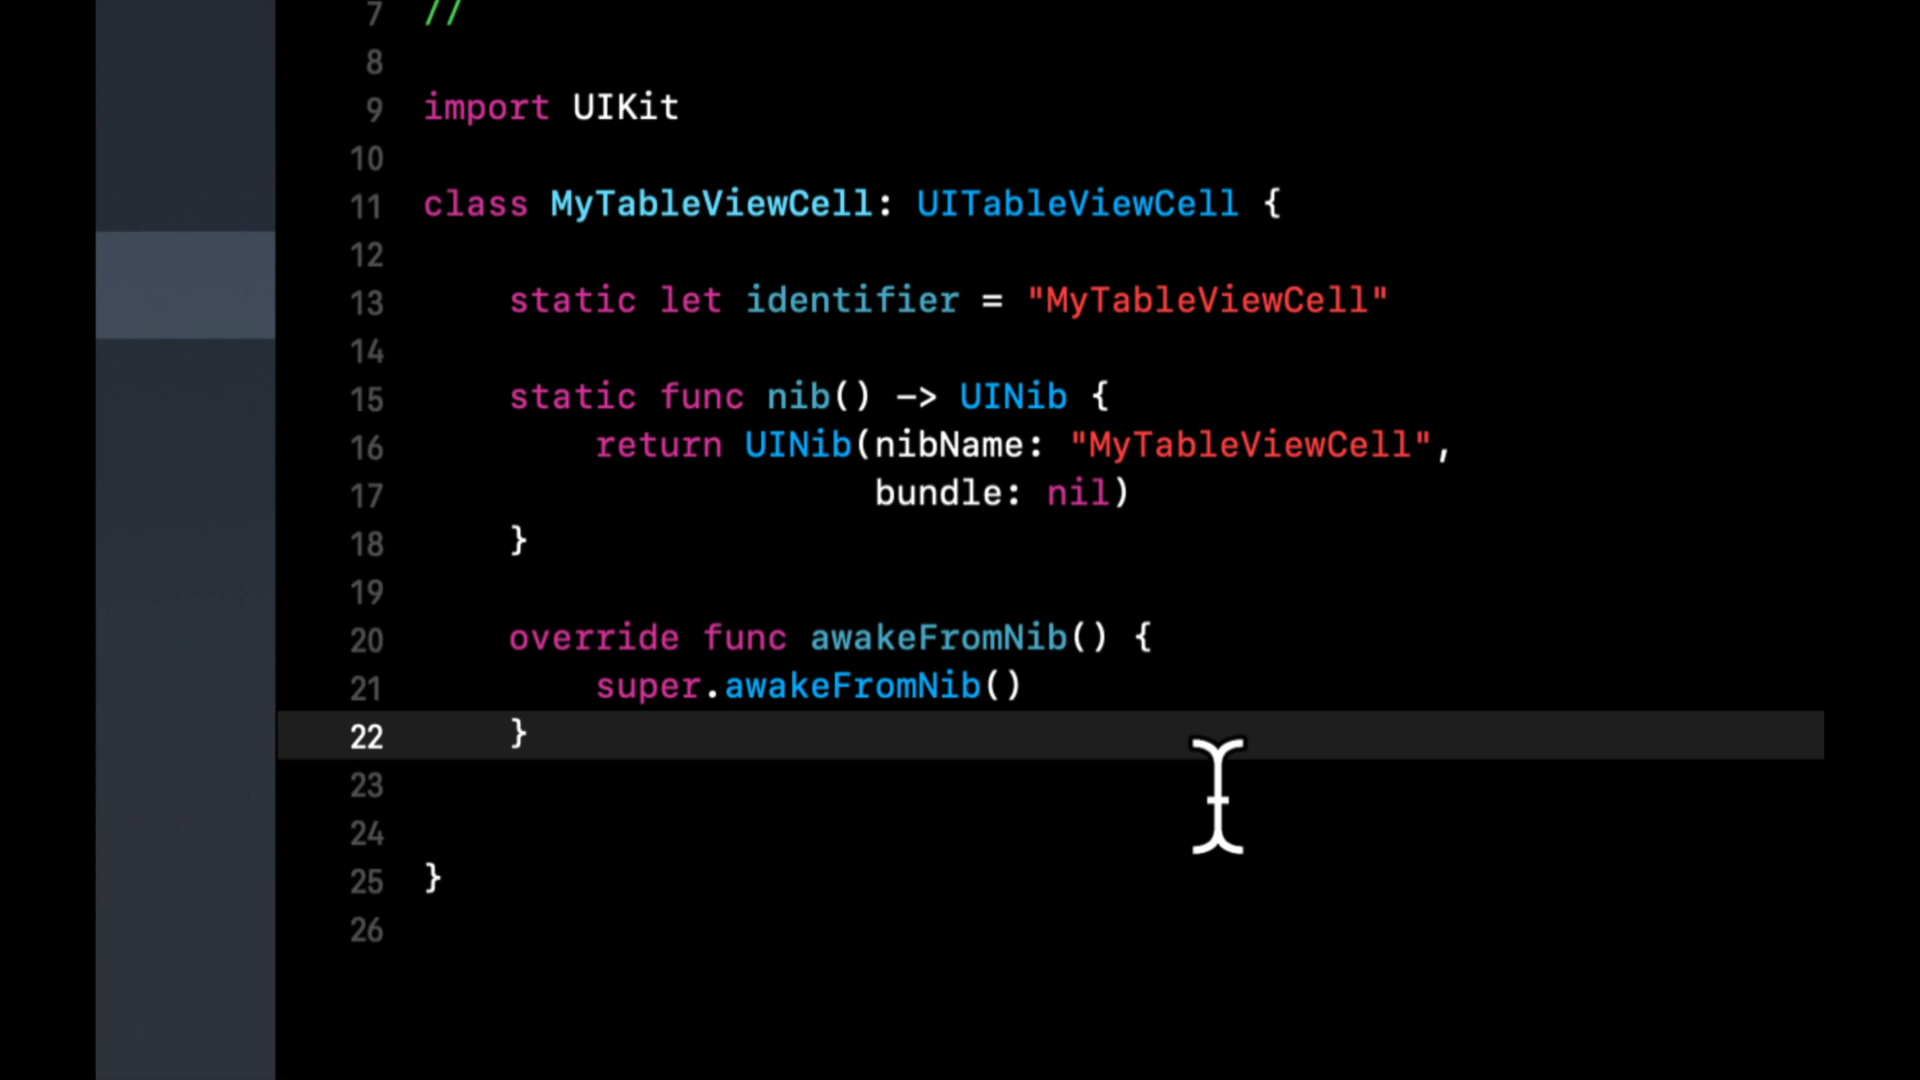 7 //
8
9 import UIKit
10
11 class MyTableViewCell: UITableViewCell {
12
13 static let identifier = "MyTableViewCell"
14
15 static func nib() -> UINib {
16 return UINib(nibName: "MyTableViewCell",
17 bundle: nil)
18 }
19
20 override func awakeFromNib() {
21 super.awakeFromNib()
22 }
23
24
25 }
26